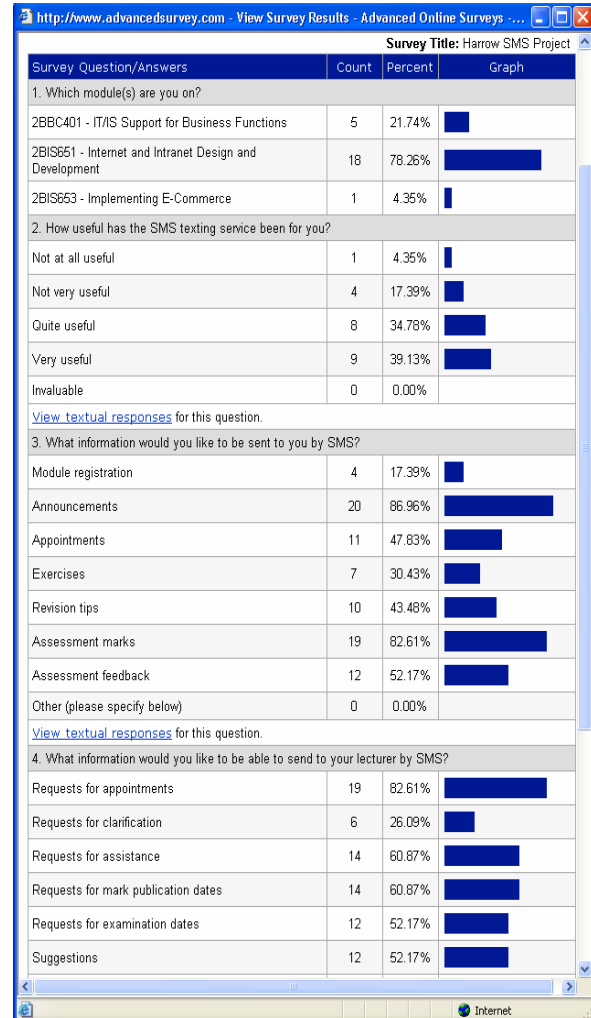 http://www.advancedsurvey.com - View Survey Results - Advanced Online Surveys -...
Survey Title: Harrow SMS Project
Survey Question/Answers Count Percent Graph
1. Which module(s) are you on?
2BBC401 - IT/IS Support for Business Functions 5 21.74%
2BIS651 - Internet and Intranet Design and
Development 18 78.26%
2BIS653 - Implementing E-Commerce 1 4.35%
2. How useful has the SMS texting service been for you?
Not at all useful 1 4.35%
Not very useful 4 17.39%
Quite useful 8 34.78%
Very useful 9 39.13%
Invaluable 0 0.00%
View textual responses for this question.
3. What information would you like to be sent to you by SMS?
Module registration 4 17.39%
Announcements 20 86.96%
Appointments 11 47.83%
Exercises 7 30.43%
Revision tips 10 43.48%
Assessment marks 19 82.61%
Assessment feedback 12 52.17%
Other (please specify below) 0 0.00%
View textual responses for this question.
4. What information would you like to be able to send to your lecturer by SMS?
Requests for appointments 19 82.61%
Requests for clarification 6 26.09%
Requests for assistance 14 60.87%
Requests for mark publication dates 14 60.87%
Requests for examination dates 12 52.17%
Suggestions 12 52.17%
Internet